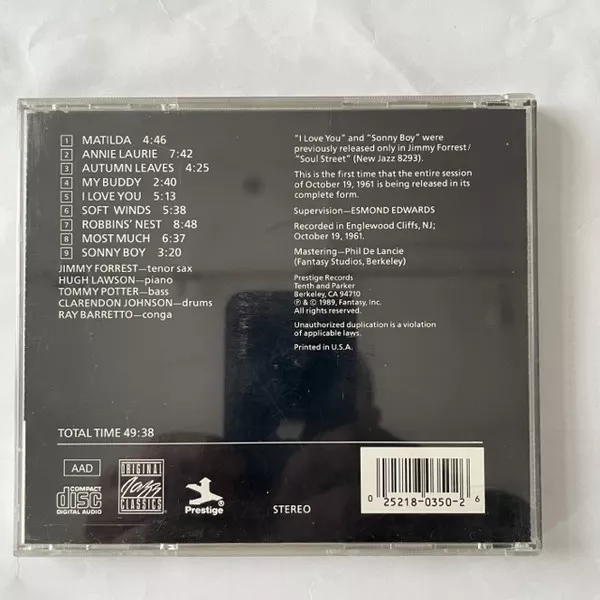 1 MATILDA 4:46
2 ANNIE LAURIE 7:42
3 AUTUMN LEAVES 4:25
4 MY BUDDY 2:40
5 I LOVE YOU 5:13
6 SOFT WINDS 5:38
7 ROBBINS' NEST 8:48
8 MOST MUCH 6:37
9 SONNY BOY 3:20
JIMMY FORREST—tenor sax
HUGH LAWSON—piano
TOMMY POTTER—bass
CLARENDON JOHNSON—drums
RAY BARRETTO—conga
"I Love You" and "Sonny Boy" were
previously released only in Jimmy Forrest/
"Soul Street" (New Jazz 8293).
This is the first time that the entire session
of October 19, 1961 is being released in its
complete form.
Supervision—ESMOND EDWARDS
Recorded in Englewood Cliffs, NJ;
October 19, 1961.
Mastering—Phil De Lancie
(Fantasy Studios, Berkeley)
Prestige Records
Tenth and Parker
Berkeley, CA 94710
℗ & © 1989, Fantasy, Inc.
All rights reserved.
Unauthorized duplication is a violation
of applicable laws.
Printed in U.S.A.
TOTAL TIME 49:38
AAD
COMPACT
disc
DIGITAL AUDIO
ORIGINAL
Jazz
CLASSICS
Prestige
STEREO
0 25218-0350-2 6